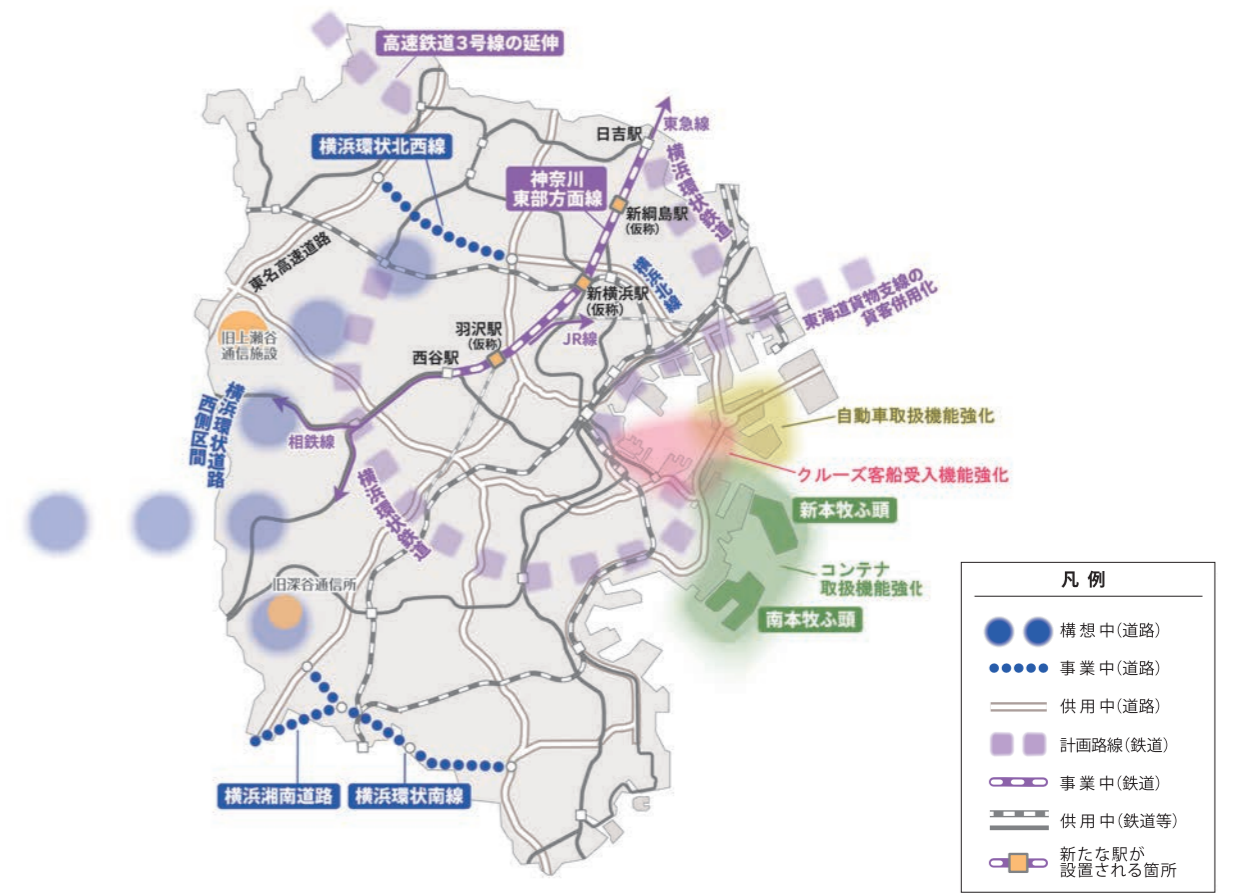 高速鉄道3号線の延伸
東急線
日吉駅
横浜環状北西線
横浜環状鉄道
神奈川
東部方面線
新綱島駅
(仮称)
東名高速道路
横浜北線
新横浜駅
(仮称)
東海道貨物支線の
貨客併用化
旧上瀬谷
通信施設
羽沢駅
(仮称)
JR線
西谷駅
横浜環状道路
西側区間
相鉄線
自動車取扱機能強化
クルーズ客船受入機能強化
横浜環状鉄道
新本牧ふ頭
コンテナ
取扱機能強化
旧深谷通信所
南本牧ふ頭
横浜湘南道路
横浜環状南線
凡例
構想中(道路)
事業中(道路)
供用中(道路)
計画路線(鉄道)
事業中(鉄道)
供用中(鉄道等)
新たな駅が
設置される箇所